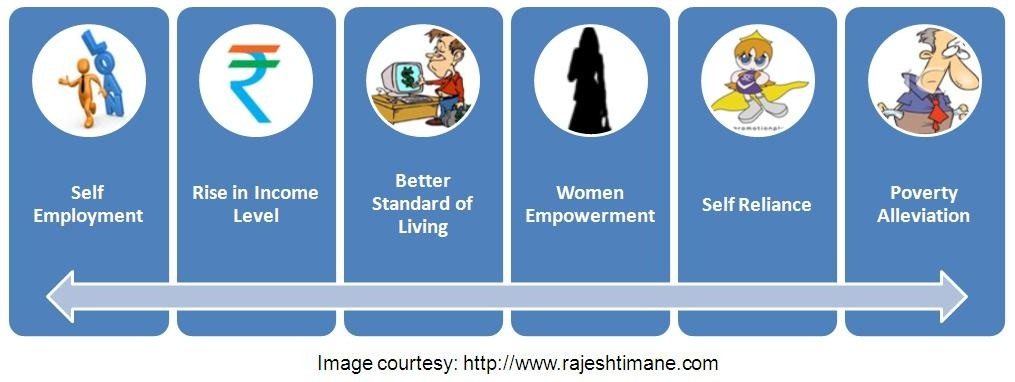 LOAN
Self
Employment
Rise in Income
Level
Better
Standard of
Living
Women
Empowerment
Self Reliance
Poverty
Alleviation
Image courtesy: http://www.rajeshtimane.com